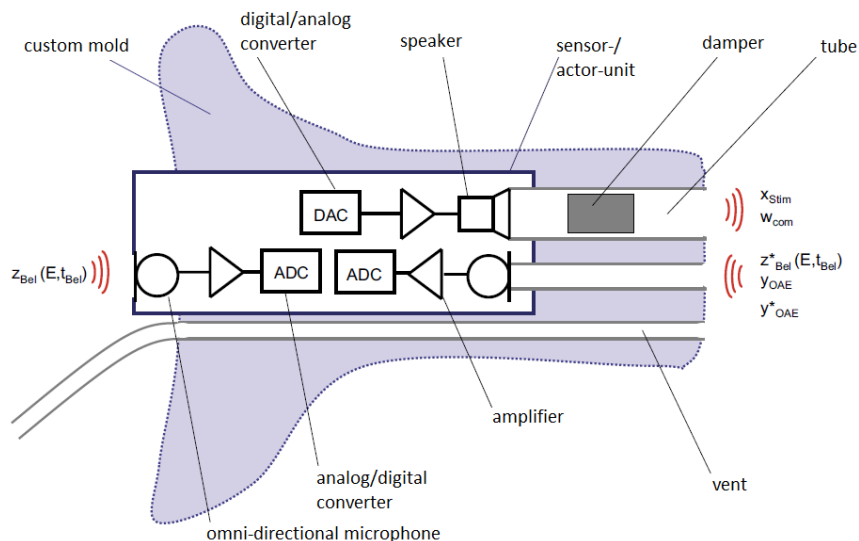 digital/analog
converter
custom mold
speaker
sensor-/
actor-unit
damper
tube
DAC
x_Stim
w_com
z_Bel (E,t_Bel)
ADC
ADC
z*_Bel (E,t_Bel)
y_OAE
y*_OAE
amplifier
analog/digital
converter
vent
omni-directional microphone